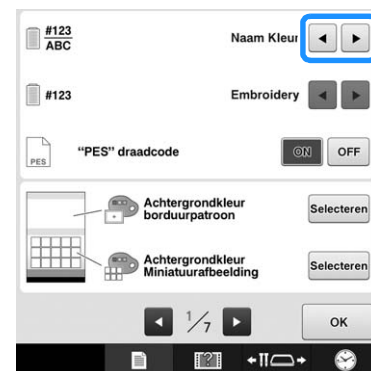 #123
ABC
Naam Kleur
#123
Embroidery
PES
“PES” draadcode
ON
OFF
Achtergrondkleur
borduurpatroon
Selecteren
Achtergrondkleur
Miniatuurafbeelding
Selecteren
1/7
OK
?